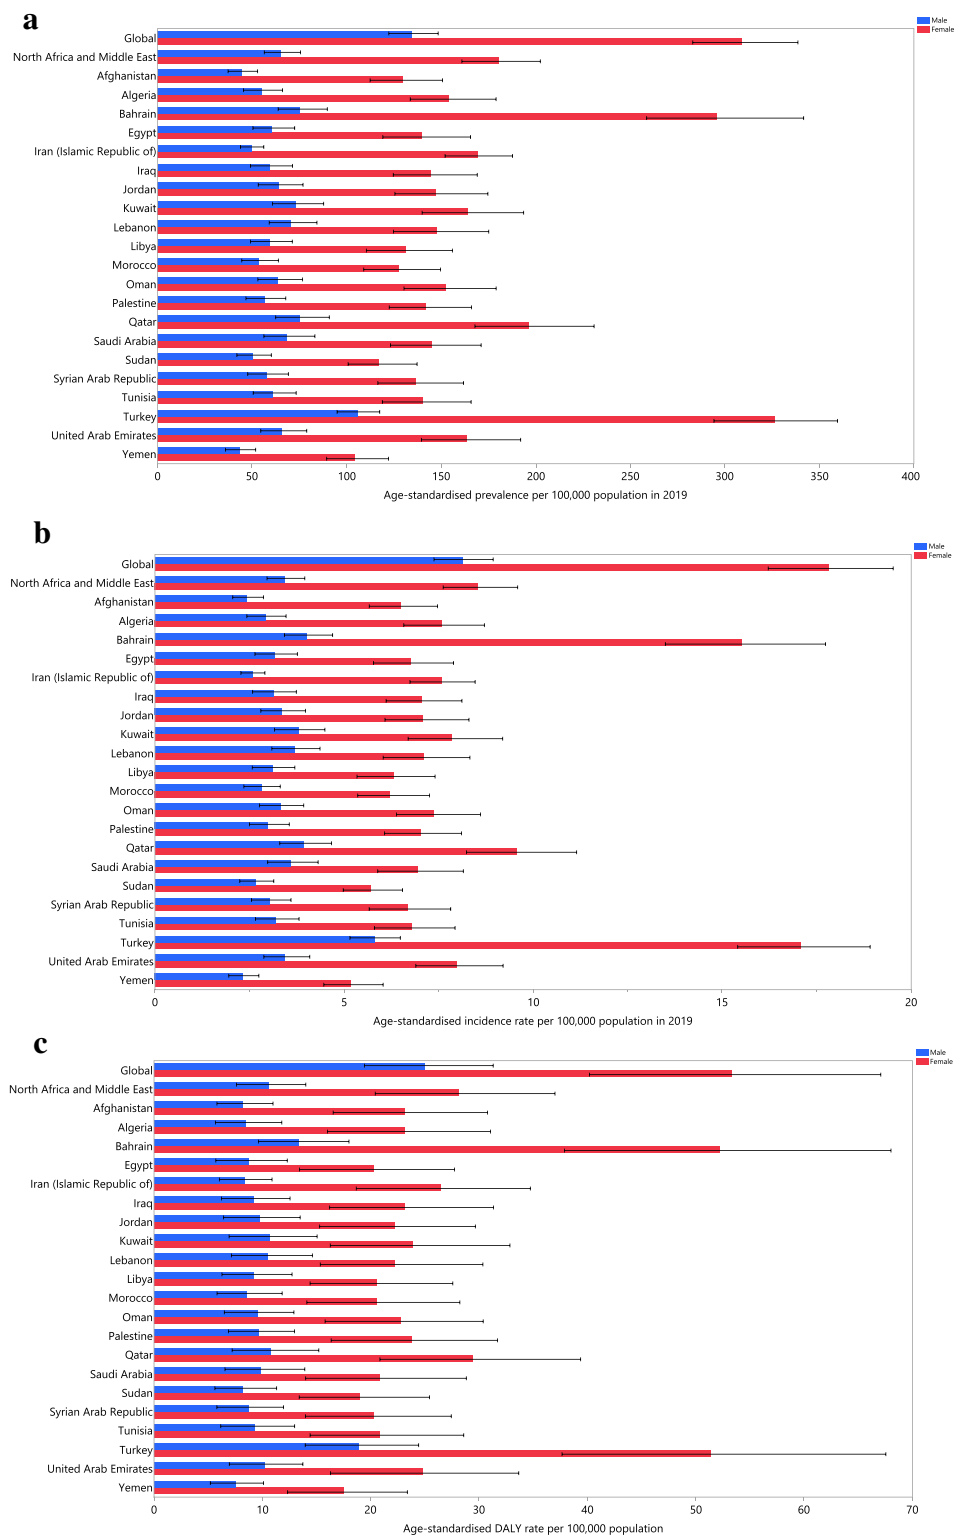 a
Male
Female
Global
North Africa and Middle East
Afghanistan
Algeria
Bahrain
Egypt
Iran (Islamic Republic of)
Iraq
Jordan
Kuwait
Lebanon
Libya
Morocco
Oman
Palestine
Qatar
Saudi Arabia
Sudan
Syrian Arab Republic
Tunisia
Turkey
United Arab Emirates
Yemen
0 50 100 150 200 250 300 350 400
Age-standardised prevalence per 100,000 population in 2019
b
Male
Female
Global
North Africa and Middle East
Afghanistan
Algeria
Bahrain
Egypt
Iran (Islamic Republic of)
Iraq
Jordan
Kuwait
Lebanon
Libya
Morocco
Oman
Palestine
Qatar
Saudi Arabia
Sudan
Syrian Arab Republic
Tunisia
Turkey
United Arab Emirates
Yemen
0 5 10 15 20
Age-standardised incidence rate per 100,000 population in 2019
c
Male
Female
Global
North Africa and Middle East
Afghanistan
Algeria
Bahrain
Egypt
Iran (Islamic Republic of)
Iraq
Jordan
Kuwait
Lebanon
Libya
Morocco
Oman
Palestine
Qatar
Saudi Arabia
Sudan
Syrian Arab Republic
Tunisia
Turkey
United Arab Emirates
Yemen
0 10 20 30 40 50 60 70
Age-standardised DALY rate per 100,000 population